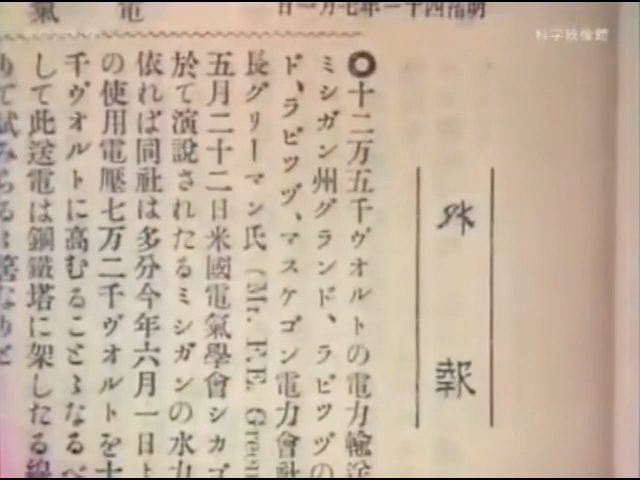 電氣
明治四十一年七月一日
科学映像館
外報
◎十二万五千ヴオルトの電力輸送
ミシガン州グランド、ラピツヅの
ド、ラピツヅ、マスケゴン電力會社
長グリーマン氏 (Mr. F.E. Green
五月二十二日米國電氣學會シカゴ
於て演說されたるミシガンの水力
依れば同社は多分今年六月一日よ
の使用電壓七万二千ヴオルトを十
千ヴオルトに高むることゝなるべ
して此送電は鋼鐵塔に架したる線
めて試みらるゝ筈なりと